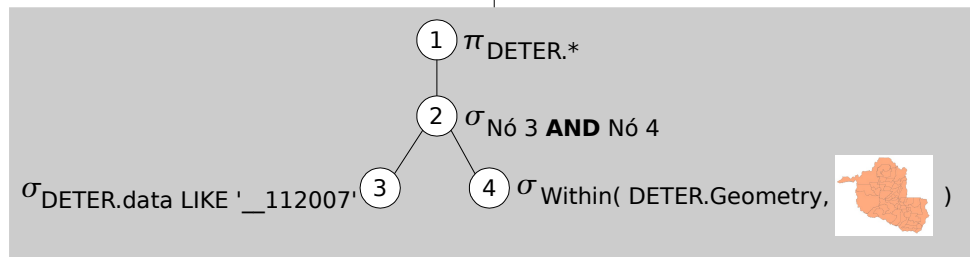 1 π DETER.*
2 σ Nó 3 AND Nó 4
σ DETER.data LIKE '__112007' 3
4 σ Within( DETER.Geometry, )